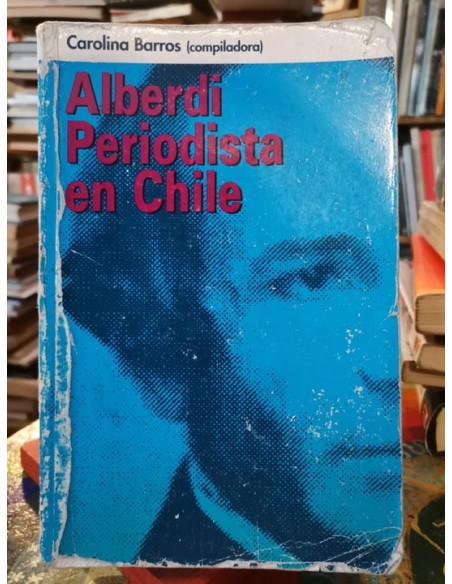 Carolina Barros (compiladora)
Alberdi
Periodista
en Chile